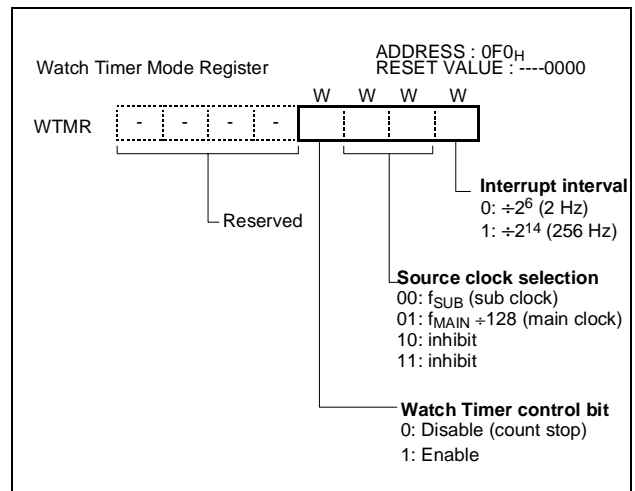 Watch Timer Mode Register
ADDRESS : 0F0H
RESET VALUE : ----0000
W W W W
WTMR - - - -
Reserved
Interrupt interval
0: ÷2⁶ (2 Hz)
1: ÷2¹⁴ (256 Hz)
Source clock selection
00: fSUB (sub clock)
01: fMAIN ÷128 (main clock)
10: inhibit
11: inhibit
Watch Timer control bit
0: Disable (count stop)
1: Enable